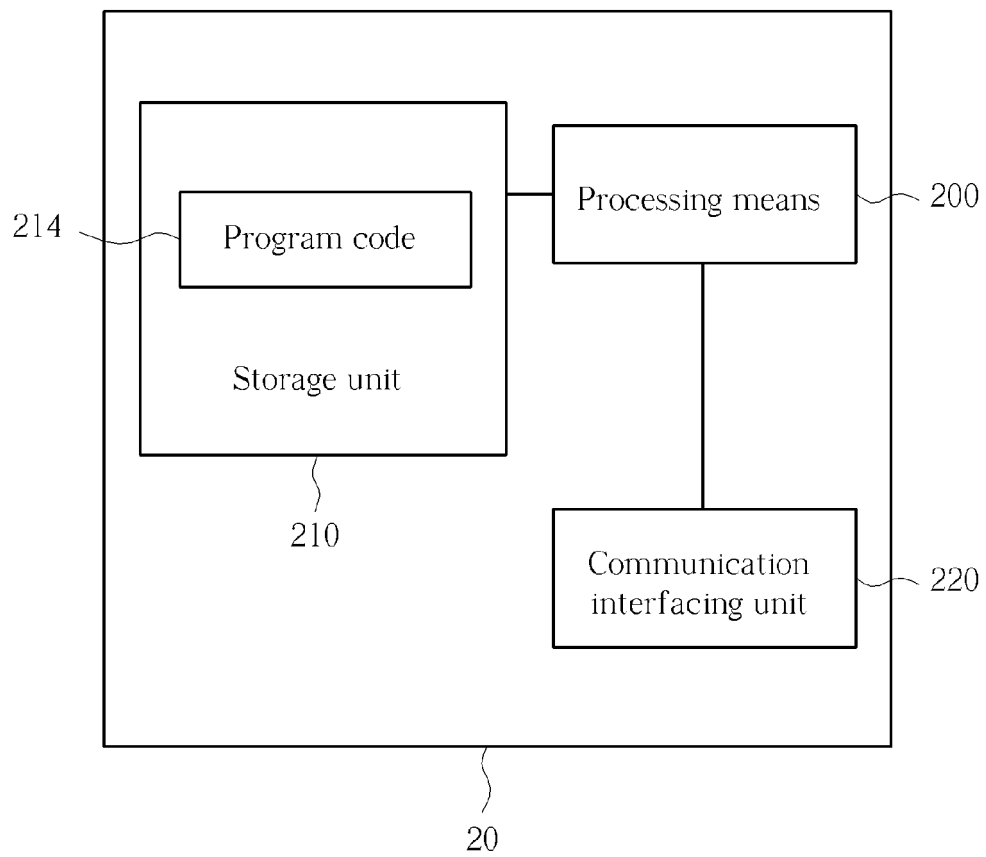 Processing means
200
214
Program code
Storage unit
210
Communication
interfacing unit
220
20